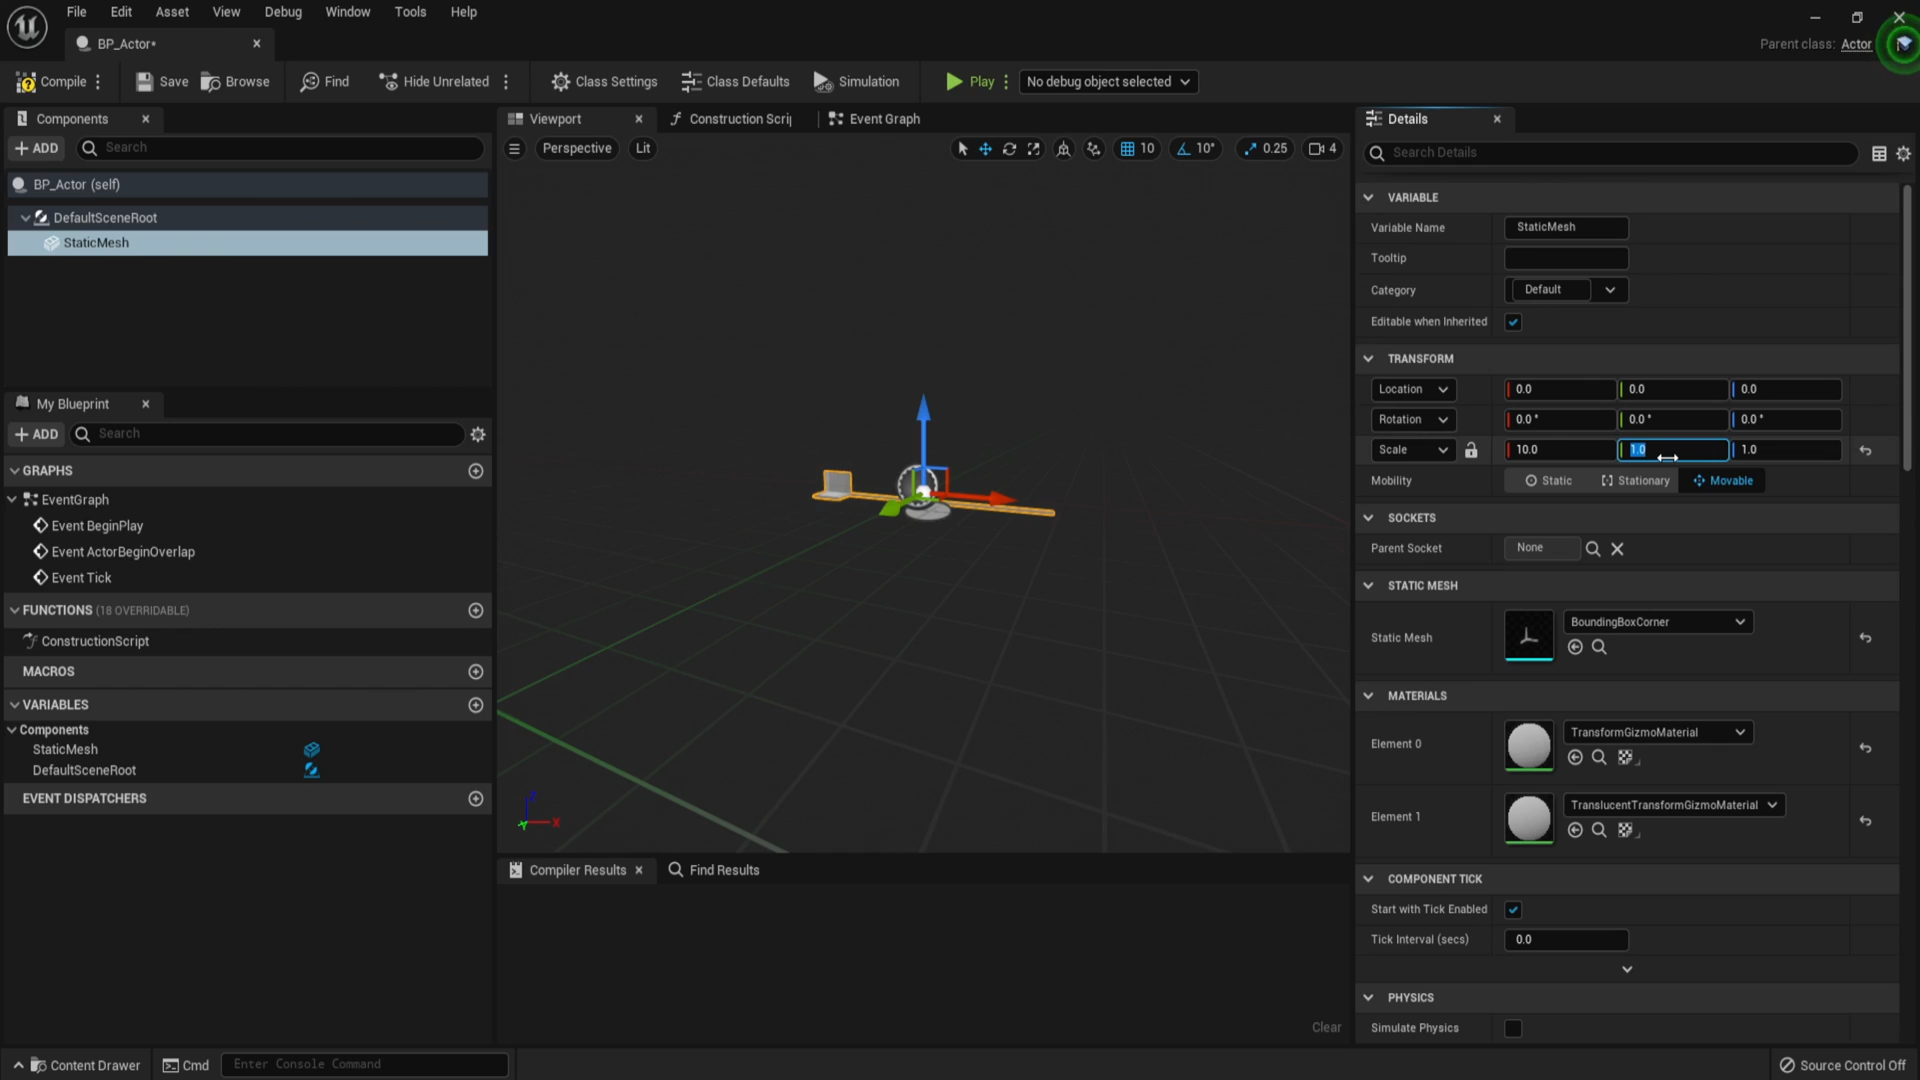 File Edit Asset View Debug Window Tools Help
BP_Actor*
Parent class: Actor
Compile Save Browse Find Hide Unrelated Class Settings Class Defaults Simulation Play No debug object selected
Components
ADD Search
BP_Actor (self)
DefaultSceneRoot
StaticMesh
My Blueprint
ADD Search
GRAPHS
EventGraph
Event BeginPlay
Event ActorBeginOverlap
Event Tick
FUNCTIONS (18 OVERRIDABLE)
ConstructionScript
MACROS
VARIABLES
Components
StaticMesh
DefaultSceneRoot
EVENT DISPATCHERS
Viewport Construction Scrip Event Graph
Perspective Lit 10 10° 0.25 4
Z
Y X
Compiler Results Find Results
Clear
Details
Search Details
VARIABLE
Variable Name StaticMesh
Tooltip
Category Default
Editable when Inherited
TRANSFORM
Location 0.0 0.0 0.0
Rotation 0.0° 0.0° 0.0°
Scale 10.0 1.0 1.0
Mobility Static Stationary Movable
SOCKETS
Parent Socket None
STATIC MESH
Static Mesh BoundingBoxCorner
MATERIALS
Element 0 TransformGizmoMaterial
Element 1 TranslucentTransformGizmoMaterial
COMPONENT TICK
Start with Tick Enabled
Tick Interval (secs) 0.0
PHYSICS
Simulate Physics
Content Drawer Cmd Enter Console Command Source Control Off